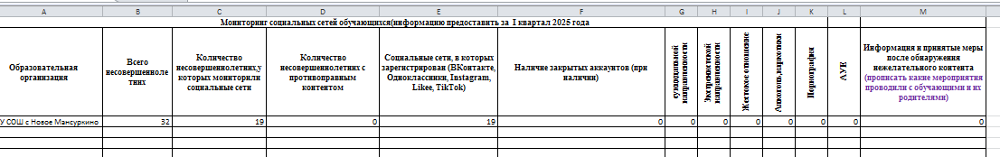 A B C D E F G H I J K L M
Мониторинг социальных сетей обучающихся(информацию предоставить за I квартал 2025 года
Образовательная
организация
Всего
несовершенноле
тних
Количество
несовершеннолетних,у
которых мониторили
социальные сети
Количество
несовершеннолетних с
противоправным
контентом
Социальные сети, в которых
зарегистрирован (ВКонтакте,
Одноклассники, Instagram,
Likee, TikTok)
Наличие закрытых аккаунтов (при
наличии)
суицидальной
направленности
Экстремистской
направленности
Жестокое отношение
Алкоголь,наркотики
Порнография
АУЕ
Информация и принятые меры
после обнаружения
нежелательного контента
(прописать какие мероприятия
проводили с обучающими и их
родителями)
У СОШ с Новое Мансуркино 32 19 0 19 0 0 0 0 0 0 0 0